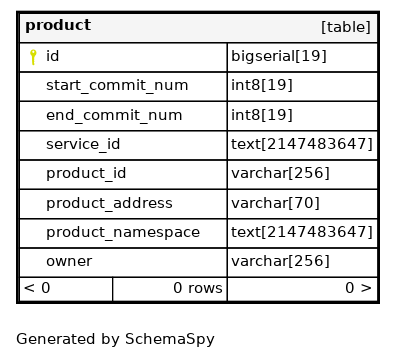 product [table]
id bigserial[19]
start_commit_num int8[19]
end_commit_num int8[19]
service_id text[2147483647]
product_id varchar[256]
product_address varchar[70]
product_namespace text[2147483647]
owner varchar[256]
< 0 0 rows 0 >
Generated by SchemaSpy